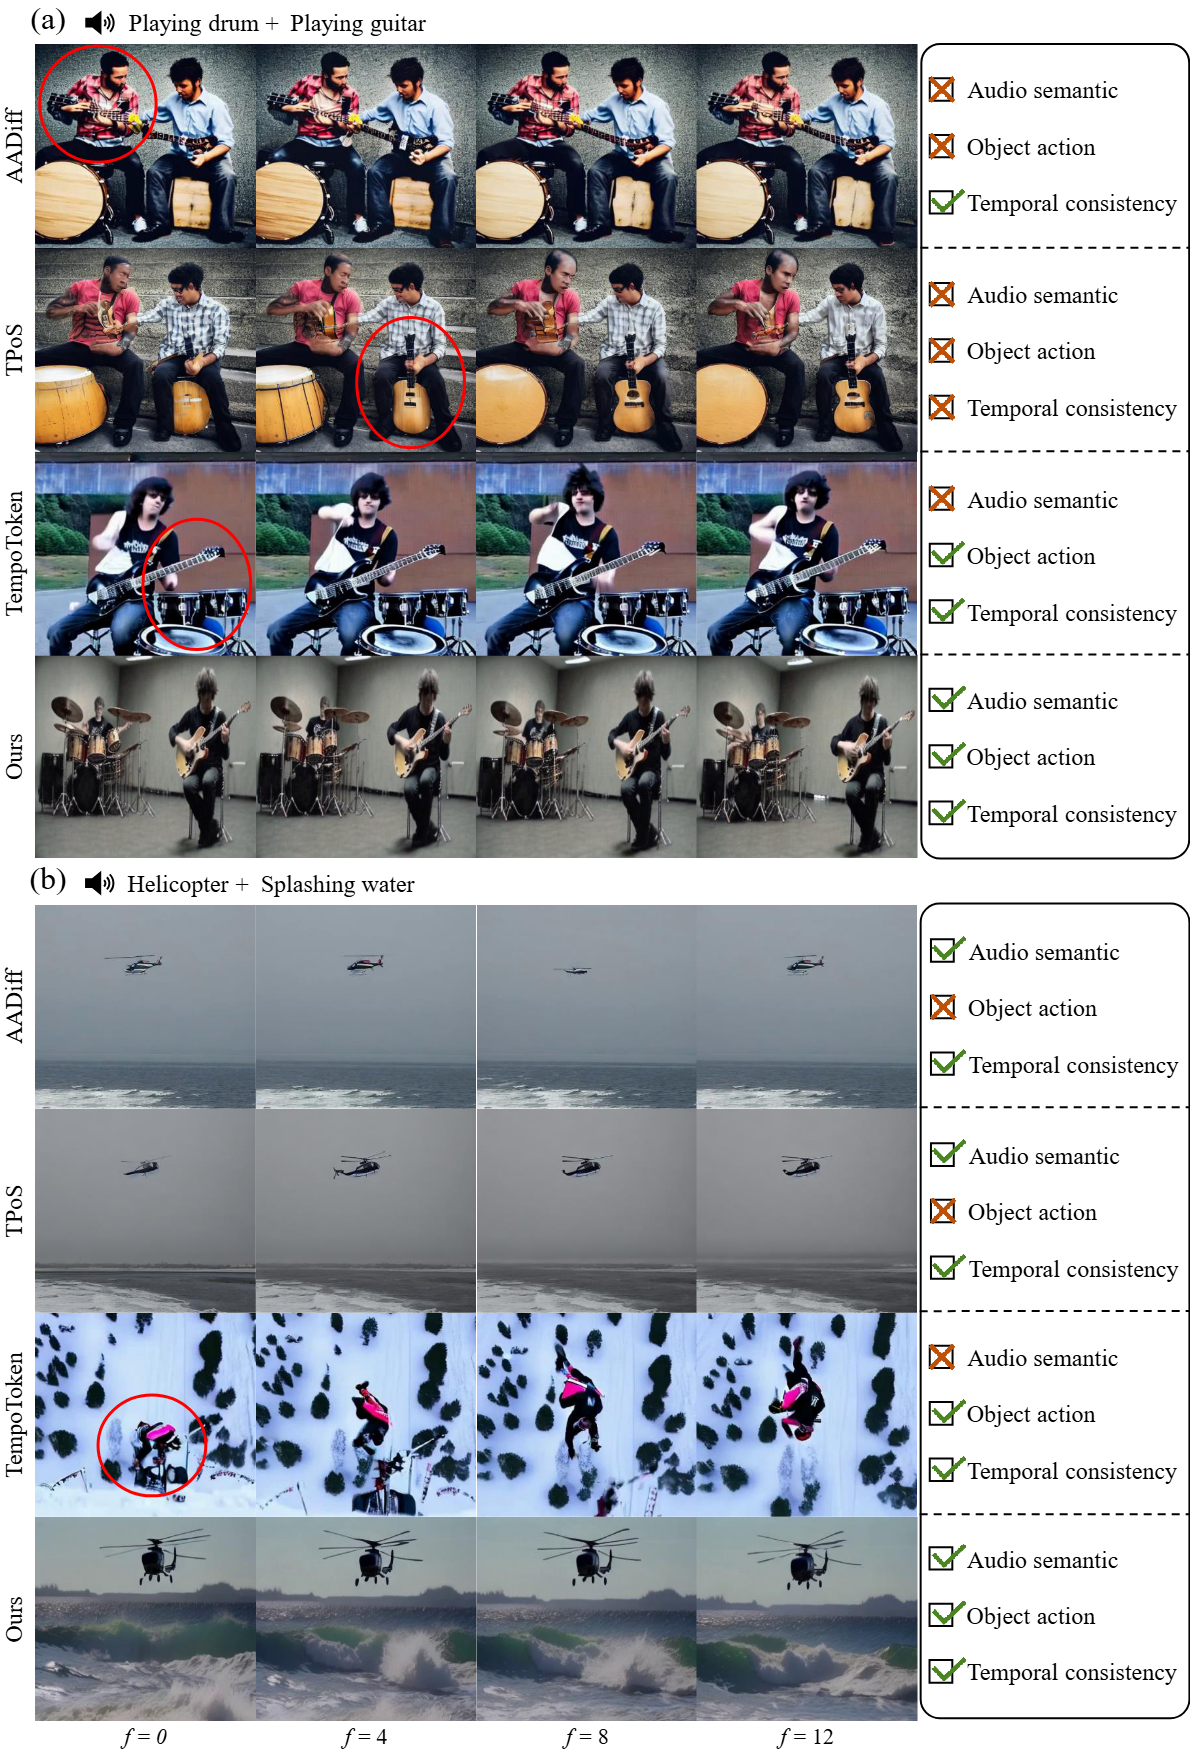 (a) Playing drum + Playing guitar
AADiff
Audio semantic
Object action
Temporal consistency
TPoS
Audio semantic
Object action
Temporal consistency
TempoToken
Audio semantic
Object action
Temporal consistency
Ours
Audio semantic
Object action
Temporal consistency
(b) Helicopter + Splashing water
AADiff
Audio semantic
Object action
Temporal consistency
TPoS
Audio semantic
Object action
Temporal consistency
TempoToken
Audio semantic
Object action
Temporal consistency
Ours
Audio semantic
Object action
Temporal consistency
f = 0 f = 4 f = 8 f = 12